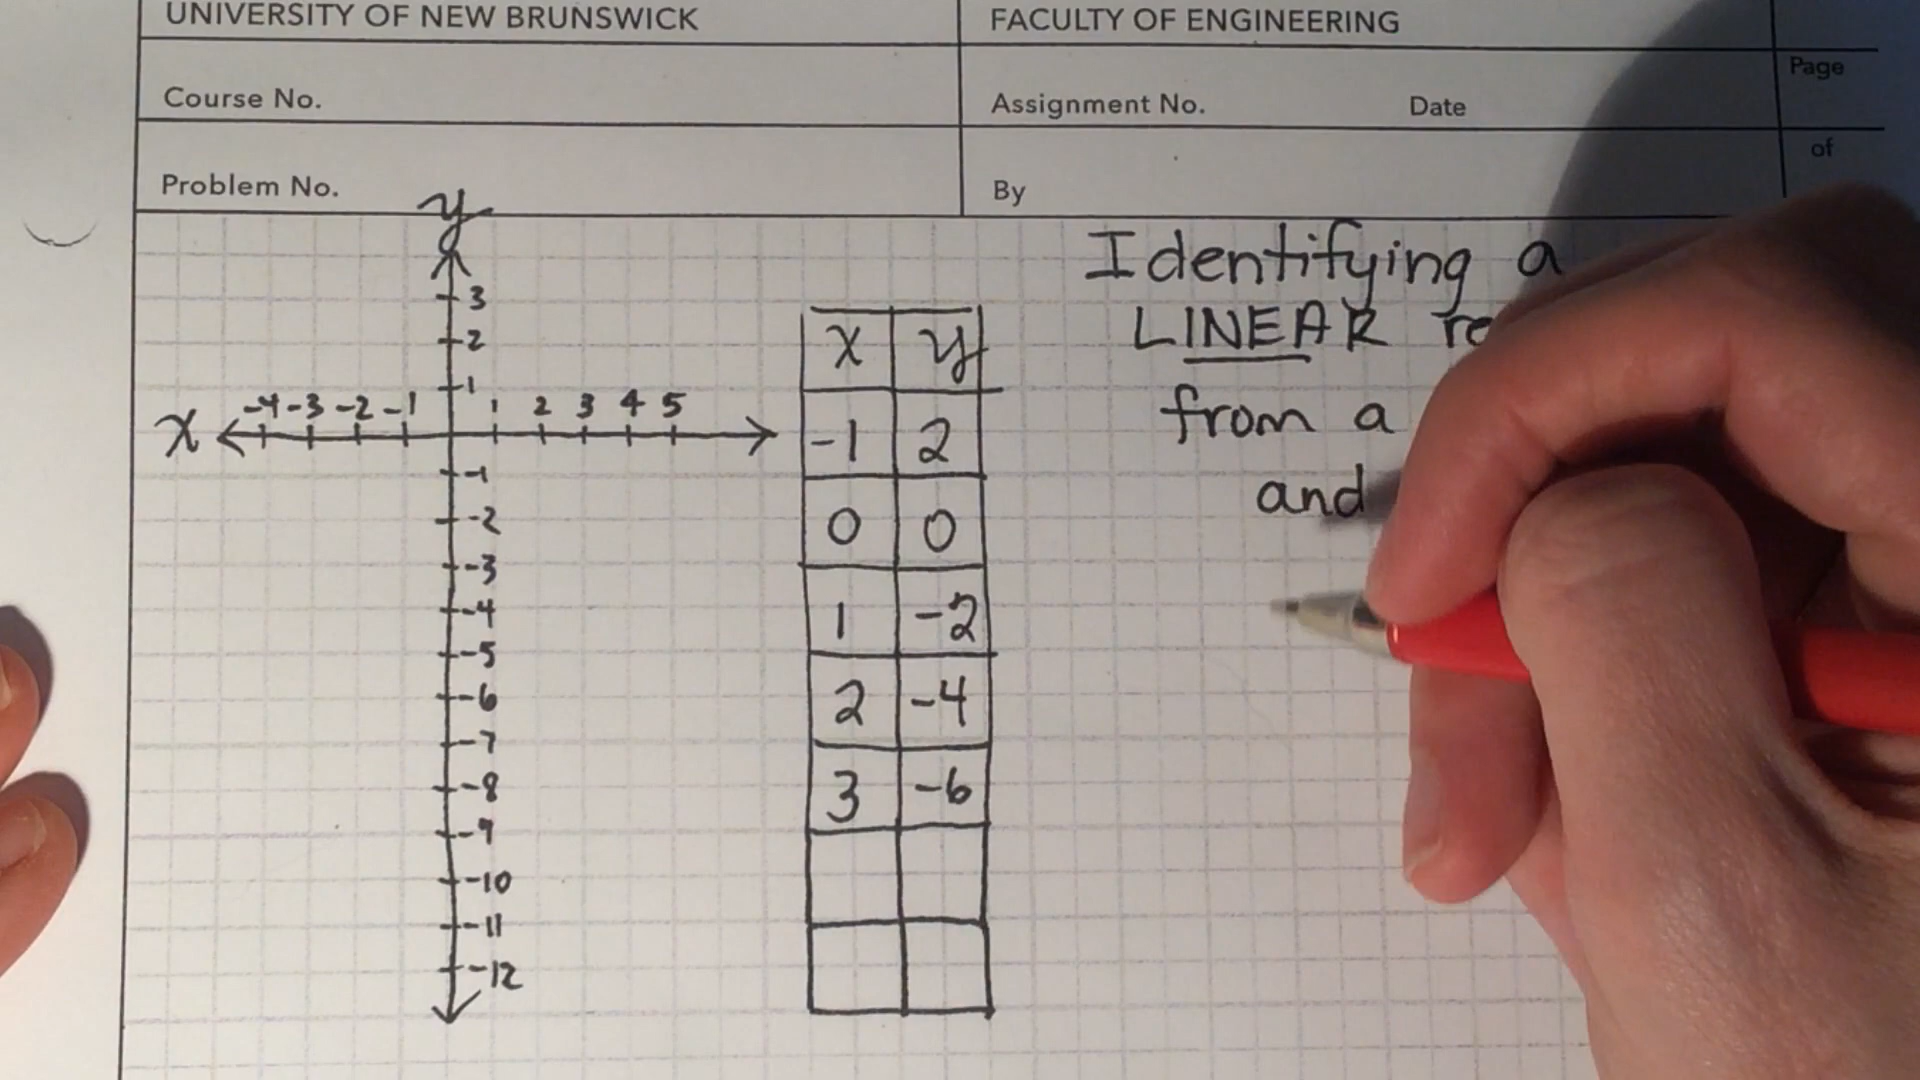 UNIVERSITY OF NEW BRUNSWICK
FACULTY OF ENGINEERING
Page
Course No.
Assignment No.
Date
of
Problem No.
By
y
3
2
1
-4 -3 -2 -1 1 2 3 4 5
x
-1
-2
-3
-4
-5
-6
-7
-8
-9
-10
-11
-12
x y
-1 2
0 0
1 -2
2 -4
3 -6
Identifying a
LINEAR
from a
and